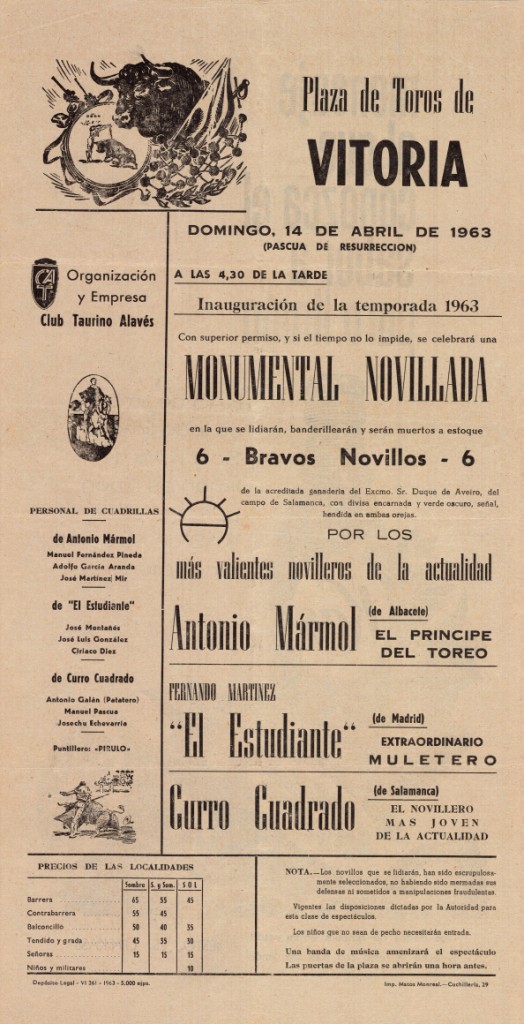 Plaza de Toros de
VITORIA
DOMINGO, 14 DE ABRIL DE 1963
(PASCUA DE RESURRECCION)
A LAS 4,30 DE LA TARDE
Inauguración de la temporada 1963
Con superior permiso, y si el tiempo no lo impide, se celebrará una
MONUMENTAL NOVILLADA
en la que se lidiarán, banderillearán y serán muertos a estoque
6 - Bravos Novillos - 6
de la acreditada ganadería del Excmo. Sr. Duque de Aveiro, del
campo de Salamanca, con divisa encarnada y verde oscuro, señal,
hendida en ambas orejas.
POR LOS
más valientes novilleros de la actualidad
Antonio Mármol
(de Albacete)
EL PRINCIPE
DEL TOREO
FERNANDO MARTINEZ
"El Estudiante"
(de Madrid)
EXTRAORDINARIO
MULETERO
Curro Cuadrado
(de Salamanca)
EL NOVILLERO
MAS JOVEN
DE LA ACTUALIDAD
CAT
Organización
y Empresa
Club Taurino Alavés
PERSONAL DE CUADRILLAS
de Antonio Mármol
Manuel Fernández Pineda
Adolfo García Aranda
José Martínez Mir
de "El Estudiante"
José Montañés
José Luis González
Ciriaco Diez
de Curro Cuadrado
Antonio Galán (Patatero)
Manuel Pascua
Josechu Echevarría
Puntillero: «PIRULO»
PRECIOS DE LAS LOCALIDADES
Sombra S. y Som. SOL
Barrera 65 55 45
Contrabarrera 55 45
Balconcillo 50 40 35
Tendido y grada 45 35 30
Señoras 15 15 15
Niños y militares 10
NOTA.—Los novillos que se lidiarán, han sido escrupulosa-
mente seleccionados, no habiendo sido mermadas sus
defensas ni sometidos a manipulaciones fraudulentas.
Vigentes las disposiciones dictadas por la Autoridad para
esta clase de espectáculos.
Los niños que no sean de pecho necesitarán entrada.
Una banda de música amenizará el espectáculo
Las puertas de la plaza se abrirán una hora antes.
Depósito Legal - VI 261 - 1963 - 2.000 ejps.
Imp. Matos Monreal.—Cuchillería, 29